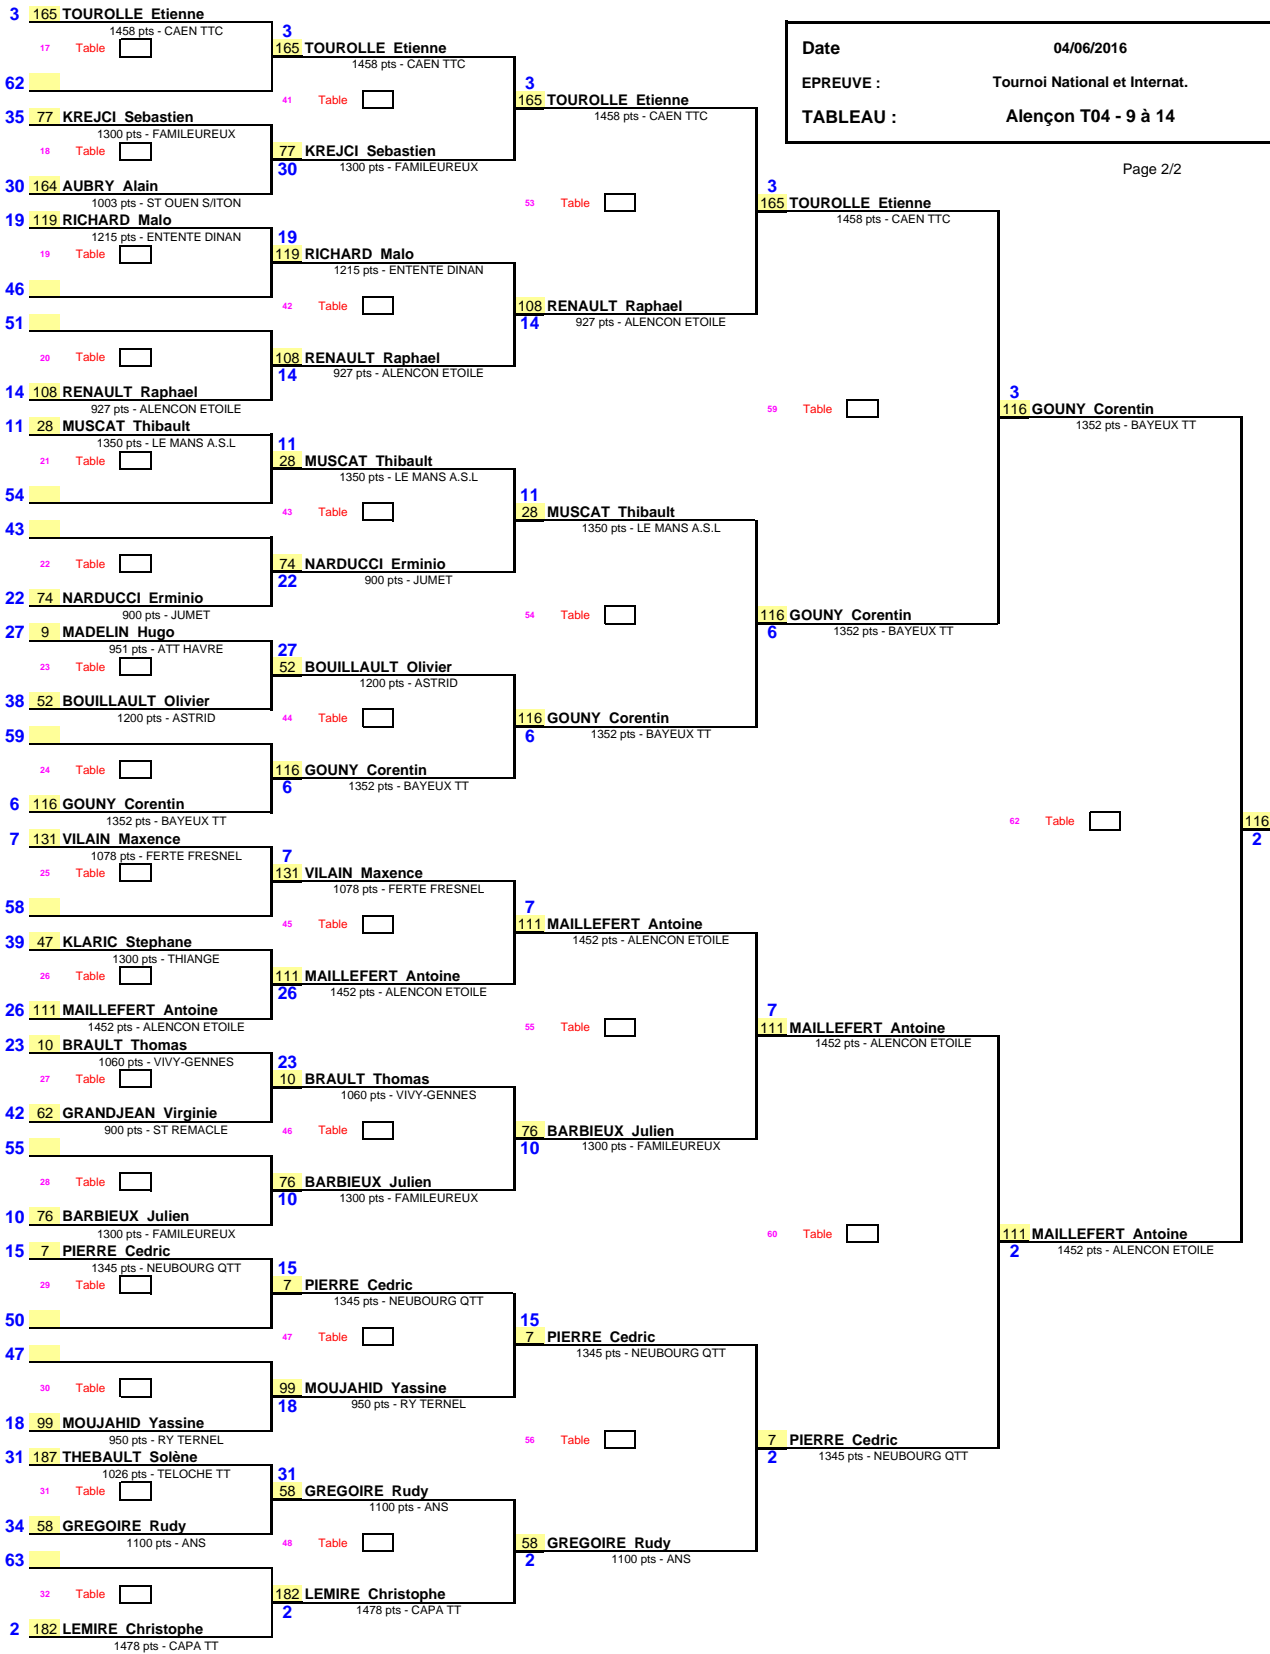 Date 04/06/2016
EPREUVE : Tournoi National et Internat.
TABLEAU : Alençon T04 - 9 à 14
Page 2/2
3 165 TOUROLLE Etienne
1458 pts - CAEN TTC
17 Table
62
35 77 KREJCI Sebastien
1300 pts - FAMILEUREUX
18 Table
30 164 AUBRY Alain
1003 pts - ST OUEN S/ITON
19 119 RICHARD Malo
1215 pts - ENTENTE DINAN
19 Table
46
51
20 Table
14 108 RENAULT Raphael
927 pts - ALENCON ETOILE
11 28 MUSCAT Thibault
1350 pts - LE MANS A.S.L
21 Table
54
43
22 Table
22 74 NARDUCCI Erminio
900 pts - JUMET
27 9 MADELIN Hugo
951 pts - ATT HAVRE
23 Table
38 52 BOUILLAULT Olivier
1200 pts - ASTRID
59
24 Table
6 116 GOUNY Corentin
1352 pts - BAYEUX TT
7 131 VILAIN Maxence
1078 pts - FERTE FRESNEL
25 Table
58
39 47 KLARIC Stephane
1300 pts - THIANGE
26 Table
26 111 MAILLEFERT Antoine
1452 pts - ALENCON ETOILE
23 10 BRAULT Thomas
1060 pts - VIVY-GENNES
27 Table
42 62 GRANDJEAN Virginie
900 pts - ST REMACLE
55
28 Table
10 76 BARBIEUX Julien
1300 pts - FAMILEUREUX
15 7 PIERRE Cedric
1345 pts - NEUBOURG QTT
29 Table
50
47
30 Table
18 99 MOUJAHID Yassine
950 pts - RY TERNEL
31 187 THEBAULT Solène
1026 pts - TELOCHE TT
31 Table
34 58 GREGOIRE Rudy
1100 pts - ANS
63
32 Table
2 182 LEMIRE Christophe
1478 pts - CAPA TT
3
165 TOUROLLE Etienne
1458 pts - CAEN TTC
41 Table
77 KREJCI Sebastien
30 1300 pts - FAMILEUREUX
19
119 RICHARD Malo
1215 pts - ENTENTE DINAN
42 Table
108 RENAULT Raphael
14 927 pts - ALENCON ETOILE
11
28 MUSCAT Thibault
1350 pts - LE MANS A.S.L
43 Table
74 NARDUCCI Erminio
22 900 pts - JUMET
27
52 BOUILLAULT Olivier
1200 pts - ASTRID
44 Table
116 GOUNY Corentin
6 1352 pts - BAYEUX TT
7
131 VILAIN Maxence
1078 pts - FERTE FRESNEL
45 Table
111 MAILLEFERT Antoine
26 1452 pts - ALENCON ETOILE
23
10 BRAULT Thomas
1060 pts - VIVY-GENNES
46 Table
76 BARBIEUX Julien
10 1300 pts - FAMILEUREUX
15
7 PIERRE Cedric
1345 pts - NEUBOURG QTT
47 Table
99 MOUJAHID Yassine
18 950 pts - RY TERNEL
31
58 GREGOIRE Rudy
1100 pts - ANS
48 Table
182 LEMIRE Christophe
2 1478 pts - CAPA TT
3
165 TOUROLLE Etienne
1458 pts - CAEN TTC
53 Table
108 RENAULT Raphael
14 927 pts - ALENCON ETOILE
11
28 MUSCAT Thibault
1350 pts - LE MANS A.S.L
54 Table
116 GOUNY Corentin
6 1352 pts - BAYEUX TT
7
111 MAILLEFERT Antoine
1452 pts - ALENCON ETOILE
55 Table
76 BARBIEUX Julien
10 1300 pts - FAMILEUREUX
15
7 PIERRE Cedric
1345 pts - NEUBOURG QTT
56 Table
58 GREGOIRE Rudy
2 1100 pts - ANS
3
165 TOUROLLE Etienne
1458 pts - CAEN TTC
59 Table
116 GOUNY Corentin
6 1352 pts - BAYEUX TT
7
111 MAILLEFERT Antoine
1452 pts - ALENCON ETOILE
60 Table
7 PIERRE Cedric
2 1345 pts - NEUBOURG QTT
3
116 GOUNY Corentin
1352 pts - BAYEUX TT
62 Table
111 MAILLEFERT Antoine
2 1452 pts - ALENCON ETOILE
116
2